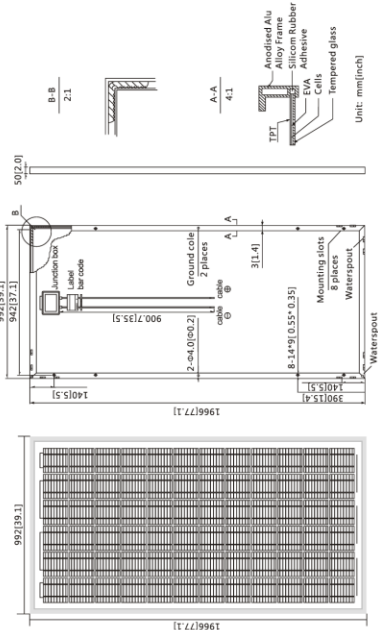 B-B
2:1
A-A
4:1
Anodised Alu
Alloy Frame
Silicom Rubber
Adhesive
EVA
Cells
Tempered glass
TPT
Unit: mm[inch]
50[2.0]
B
992[39.1]
942[37.1]
Junction box
Label
bar code
900.7[35.5]
cable
cable
Ground cole
2 places
2-Φ4.0[Φ0.2]
A
A
3[1.4]
8-14*9[ 0.55* 0.35]
Mounting slots
8 places
Waterspout
Waterspout
140[5.5]
140[5.5]
390[15.4]
1966[77.1]
992[39.1]
1966[77.1]